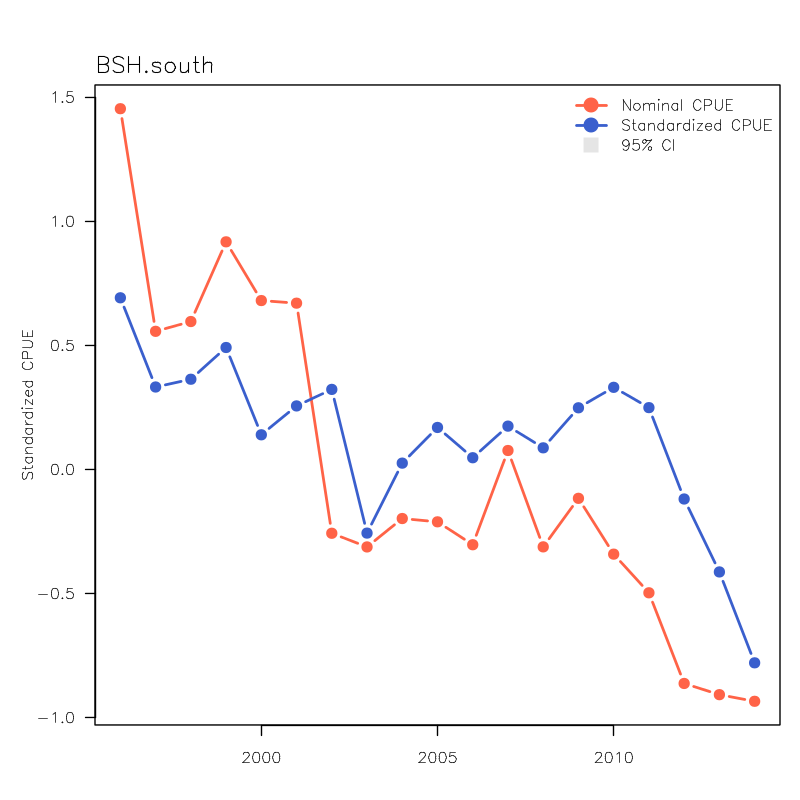 BSH.south
Nominal CPUE
Standardized CPUE
95% CI
Standardized CPUE
1.5
1.0
0.5
0.0
−0.5
−1.0
2000 2005 2010